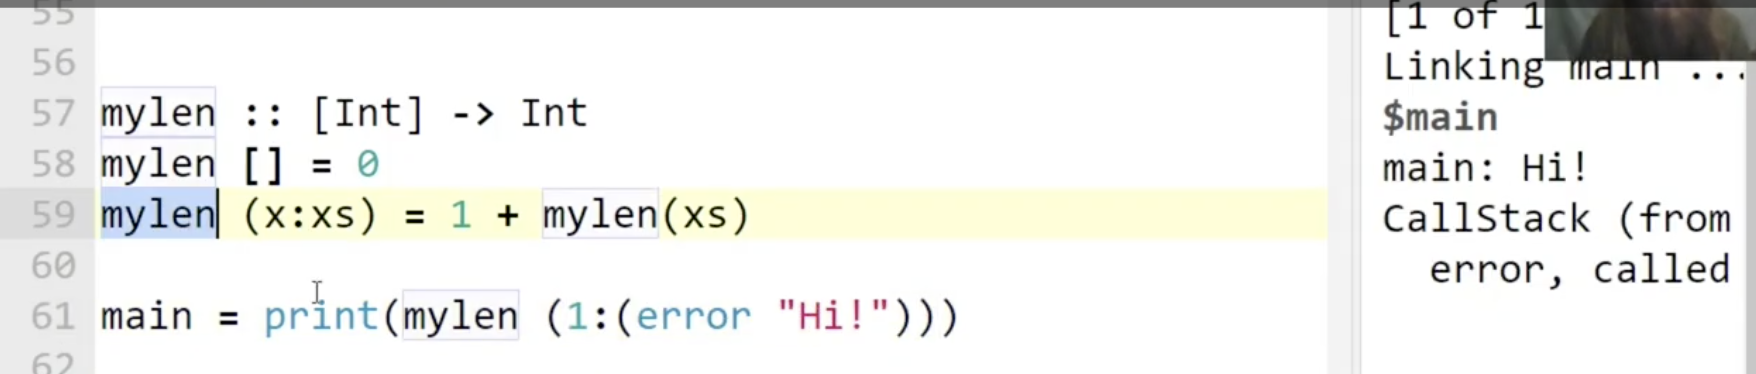 55
56
57 mylen :: [Int] -> Int
58 mylen [] = 0
59 mylen (x:xs) = 1 + mylen(xs)
60
61 main = print(mylen (1:(error "Hi!")))
62
[1 of 1
Linking main ...
$main
main: Hi!
CallStack (from
error, called